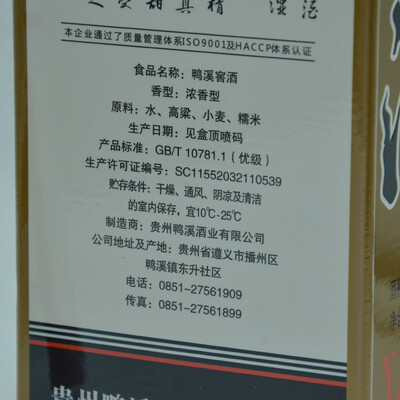 本企业通过了质量管理体系ISO9001及HACCP体系认证
食品名称：鸭溪窖酒
香型：浓香型
原料：水、高粱、小麦、糯米
生产日期：见盒顶喷码
产品标准：GB/T 10781.1（优级）
生产许可证编号：SC11552032110539
贮存条件：干燥、通风、阴凉及清洁
的室内保存，宜10℃-25℃
制造商：贵州鸭溪酒业有限公司
公司地址及产地：贵州省遵义市播州区
鸭溪镇东升社区
电话：0851-27561909
传真：0851-27561899
贵州鸭溪